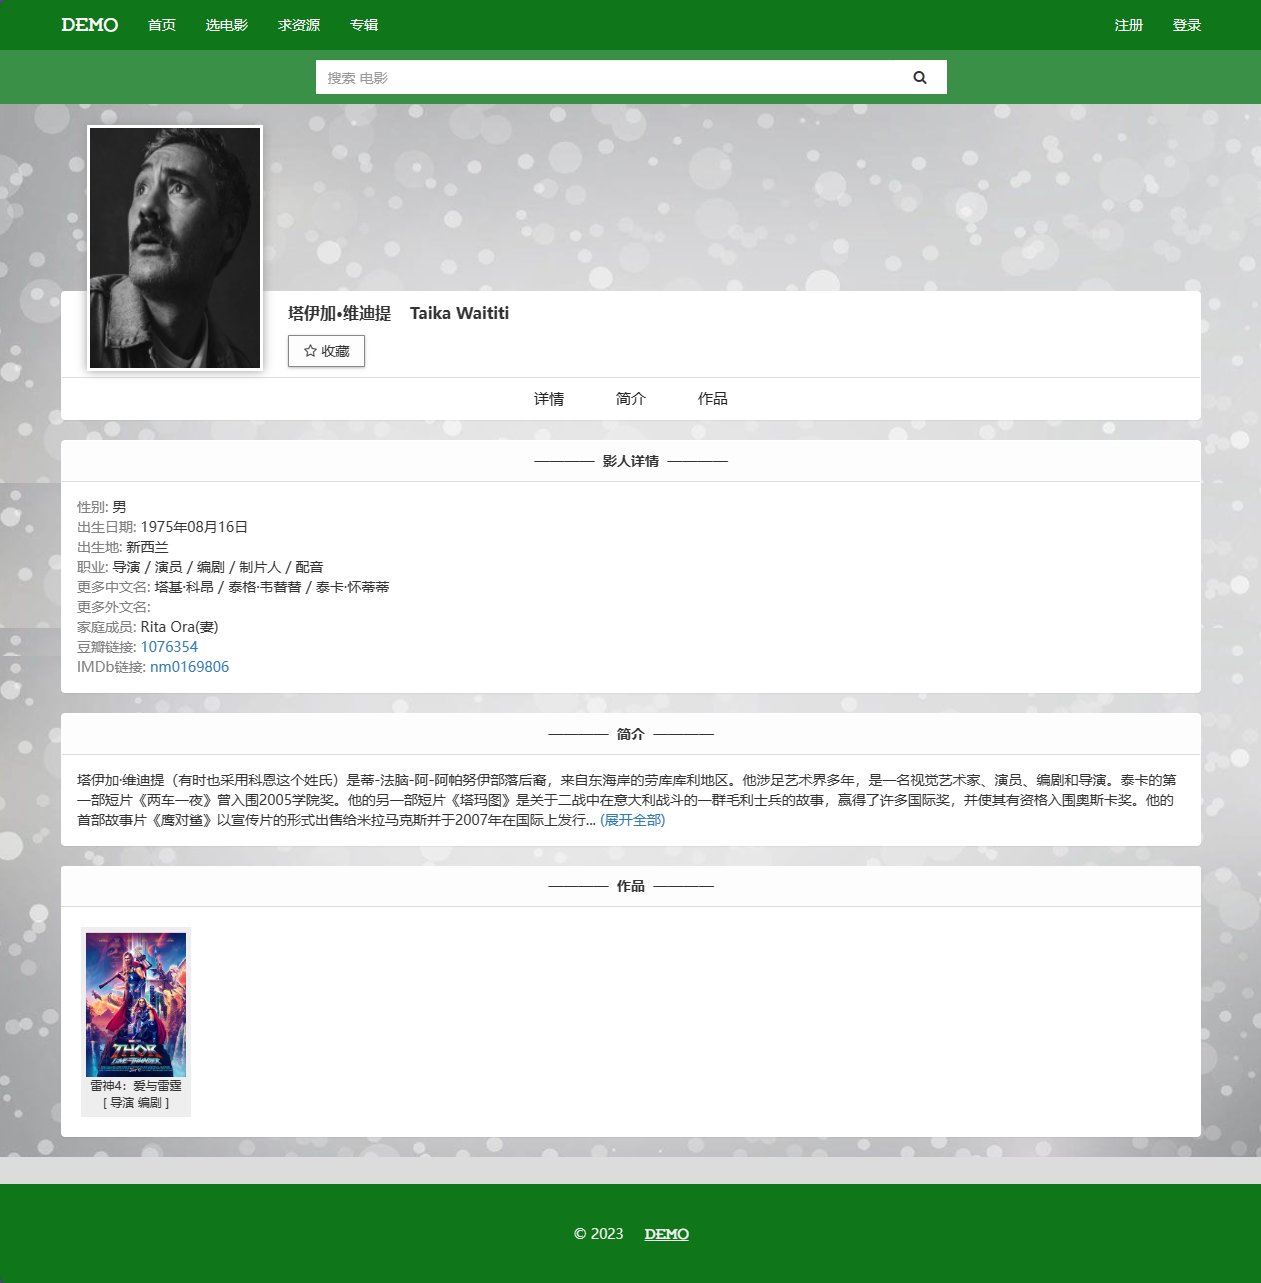 DEMO 首页 选电影 求资源 专辑 注册 登录
搜索 电影
塔伊加•维迪提 Taika Waititi
收藏
详情 简介 作品
———— 影人详情 ————
性别: 男
出生日期: 1975年08月16日
出生地: 新西兰
职业: 导演 / 演员 / 编剧 / 制片人 / 配音
更多中文名: 塔基·科昂 / 泰格·韦替替 / 泰卡·怀蒂蒂
更多外文名:
家庭成员: Rita Ora(妻)
豆瓣链接: 1076354
IMDb链接: nm0169806
———— 简介 ————
塔伊加·维迪提（有时也采用科恩这个姓氏）是蒂-法脑-阿-阿帕努伊部落后裔，来自东海岸的劳库库利地区。他涉足艺术界多年，是一名视觉艺术家、演员、编剧和导演。泰卡的第
一部短片《两车一夜》曾入围2005学院奖。他的另一部短片《塔玛图》是关于二战中在意大利战斗的一群毛利士兵的故事，赢得了许多国际奖，并使其有资格入围奥斯卡奖。他的
首部故事片《鹰对鲨》以宣传片的形式出售给米拉马克斯并于2007年在国际上发行... (展开全部)
———— 作品 ————
THOR
LOVE AND THUNDER
雷神4：爱与雷霆
[ 导演 编剧 ]
© 2023 DEMO